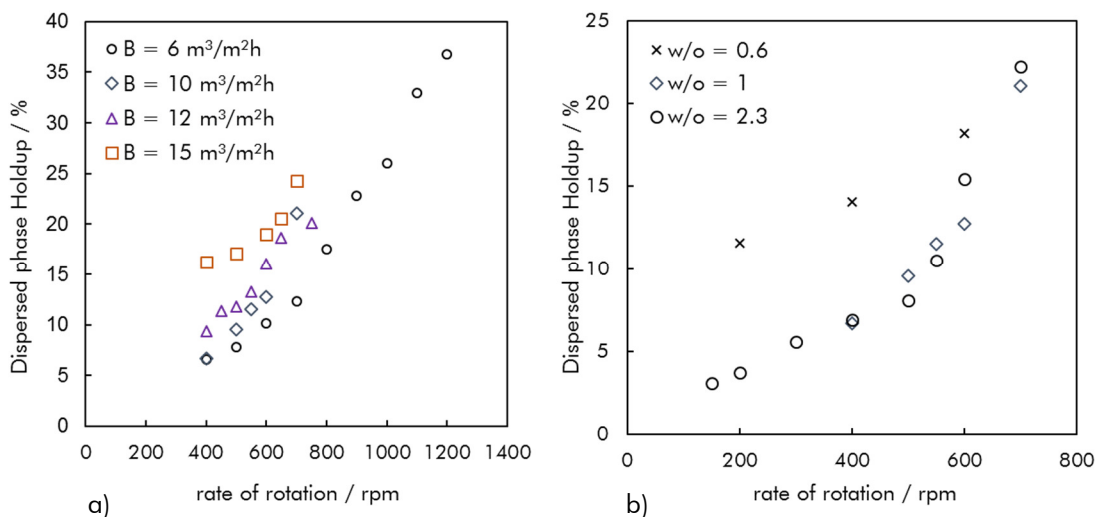 40
35
30
25
20
15
10
5
0
Dispersed phase Holdup / %
B = 6 m³/m²h
B = 10 m³/m²h
B = 12 m³/m²h
B = 15 m³/m²h
0 200 400 600 800 1000 1200 1400
rate of rotation / rpm
a)
25
20
15
10
5
0
Dispersed phase Holdup / %
w/o = 0.6
w/o = 1
w/o = 2.3
0 200 400 600 800
rate of rotation / rpm
b)